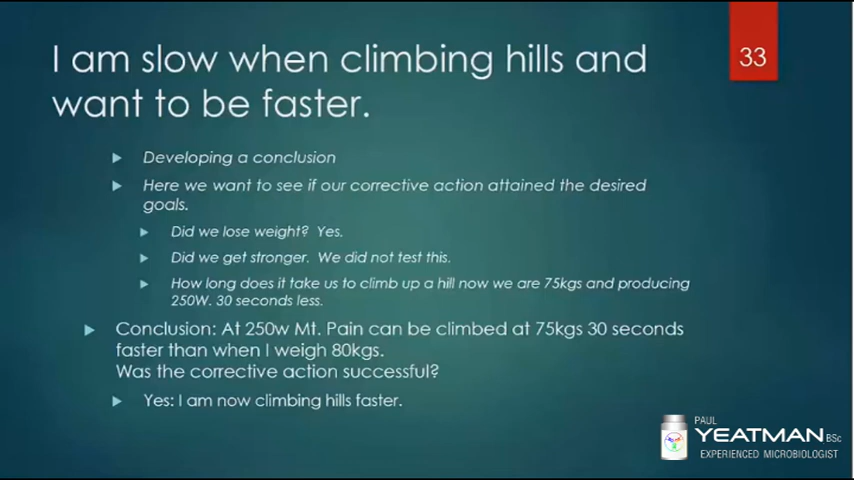 I am slow when climbing hills and
want to be faster.
33
Developing a conclusion
Here we want to see if our corrective action attained the desired
goals.
Did we lose weight? Yes.
Did we get stronger. We did not test this.
How long does it take us to climb up a hill now we are 75kgs and producing
250W. 30 seconds less.
Conclusion: At 250w Mt. Pain can be climbed at 75kgs 30 seconds
faster than when I weigh 80kgs.
Was the corrective action successful?
Yes: I am now climbing hills faster.
PAUL
YEATMAN BSc
EXPERIENCED MICROBIOLOGIST